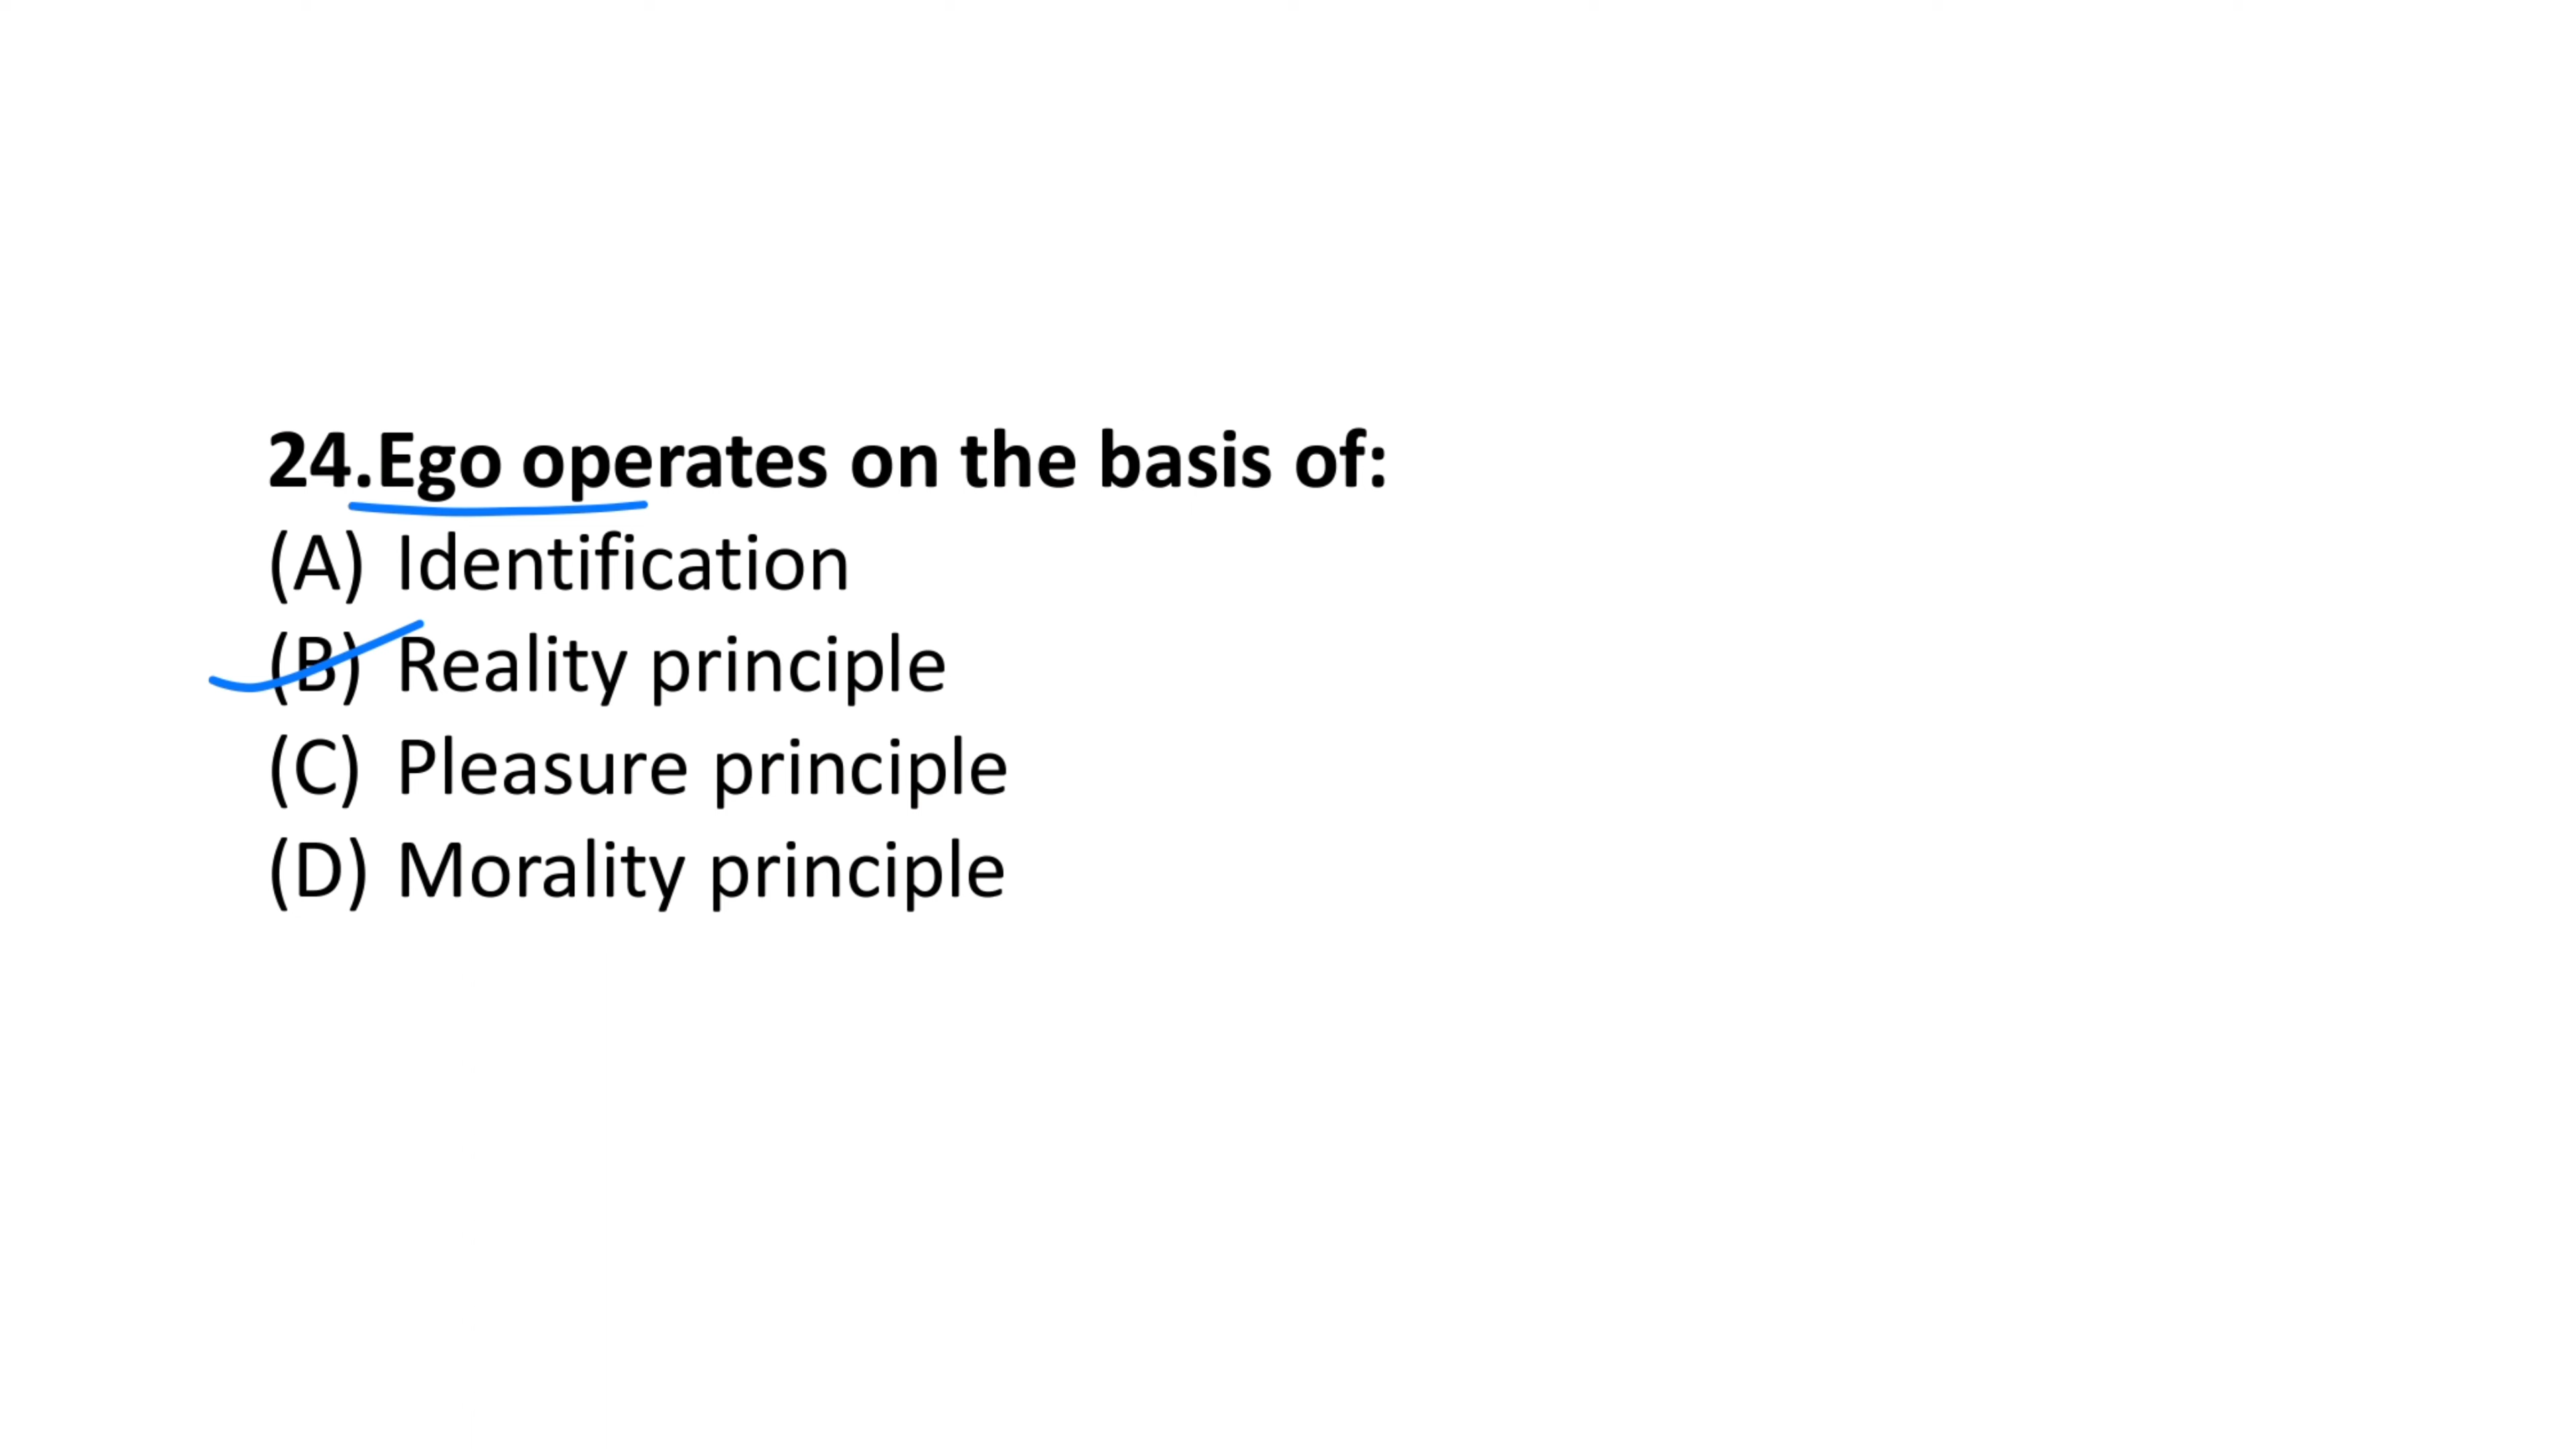 24.Ego operates on the basis of:
(A) Identification
(B) Reality principle
(C) Pleasure principle
(D) Morality principle